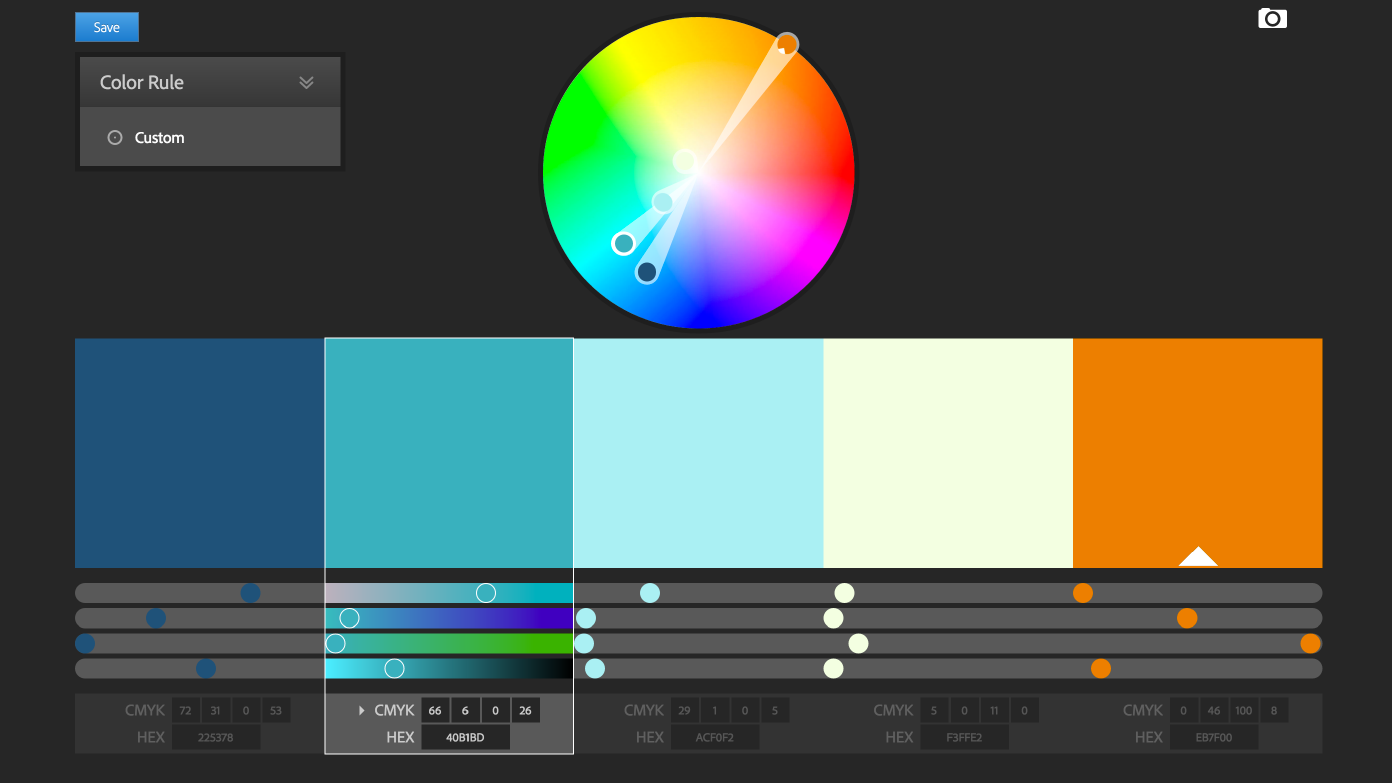 Save
Color Rule
Custom
CMYK 72 31 0 53
HEX 225378
CMYK 66 6 0 26
HEX 40B1BD
CMYK 29 1 0 5
HEX ACF0F2
CMYK 5 0 11 0
HEX F3FFE2
CMYK 0 46 100 8
HEX EB7F00